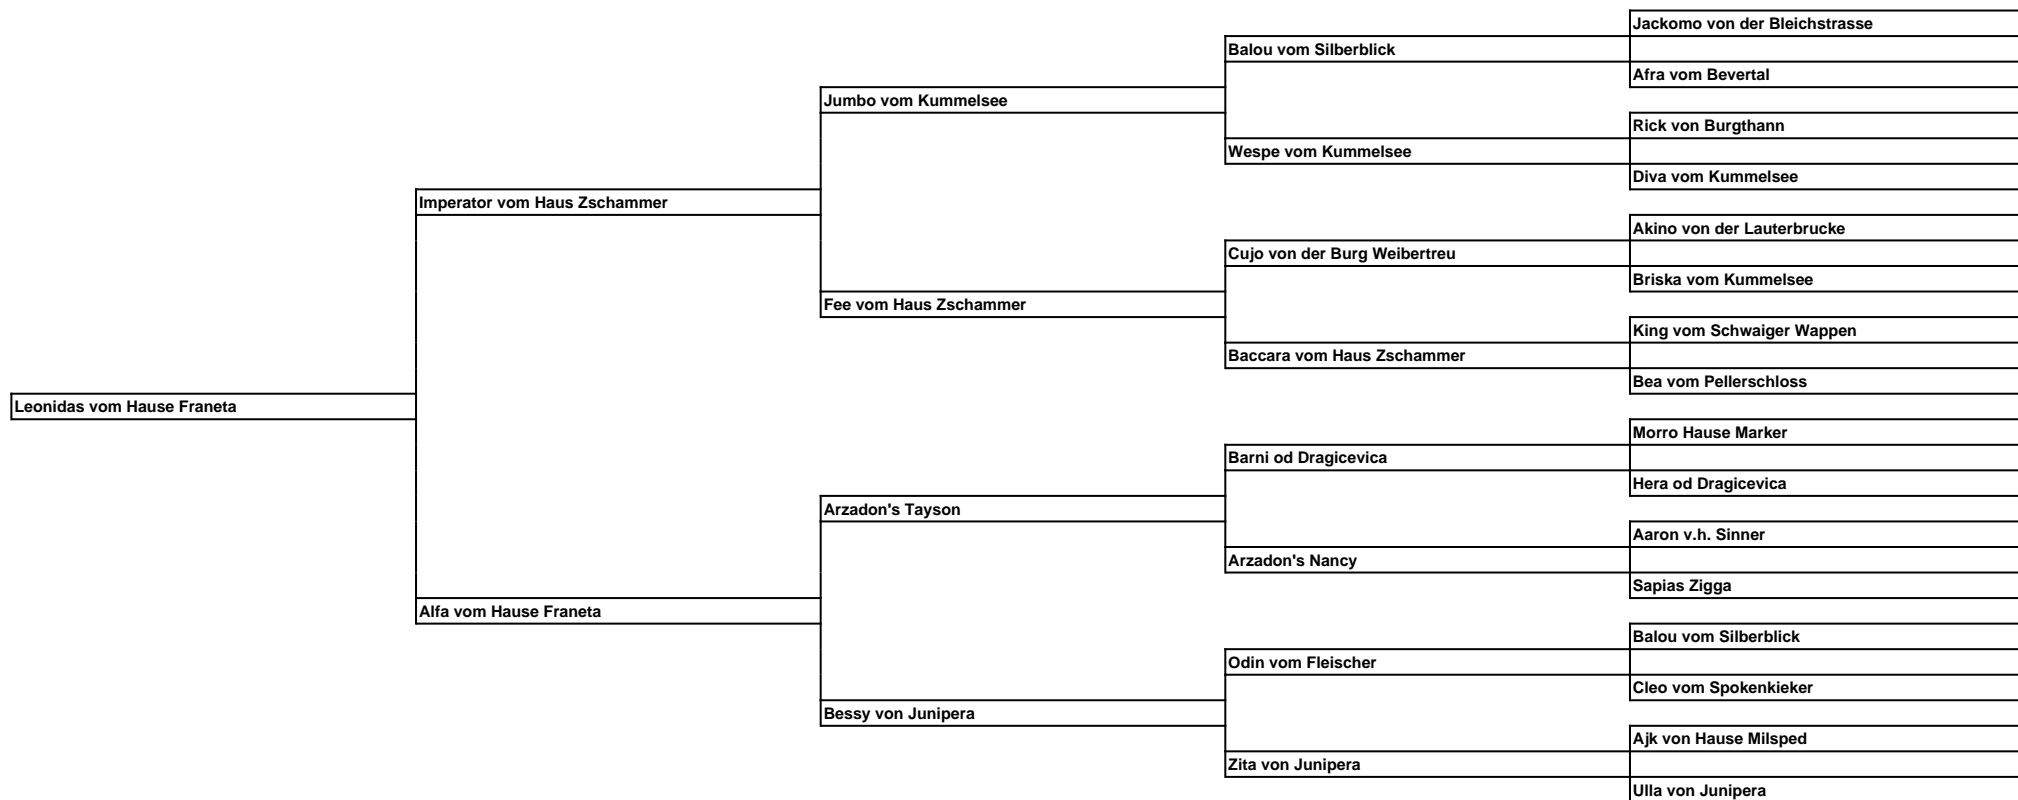 Jackomo von der Bleichstrasse
Balou vom Silberblick
Afra vom Bevertal
Jumbo vom Kummelsee
Rick von Burgthann
Wespe vom Kummelsee
Diva vom Kummelsee
Imperator vom Haus Zschammer
Akino von der Lauterbrucke
Cujo von der Burg Weibertreu
Briska vom Kummelsee
Fee vom Haus Zschammer
King vom Schwaiger Wappen
Baccara vom Haus Zschammer
Bea vom Pellerschloss
Leonidas vom Hause Franeta
Morro Hause Marker
Barni od Dragicevica
Hera od Dragicevica
Arzadon's Tayson
Aaron v.h. Sinner
Arzadon's Nancy
Sapias Zigga
Alfa vom Hause Franeta
Balou vom Silberblick
Odin vom Fleischer
Cleo vom Spokenkieker
Bessy von Junipera
Ajk von Hause Milsped
Zita von Junipera
Ulla von Junipera